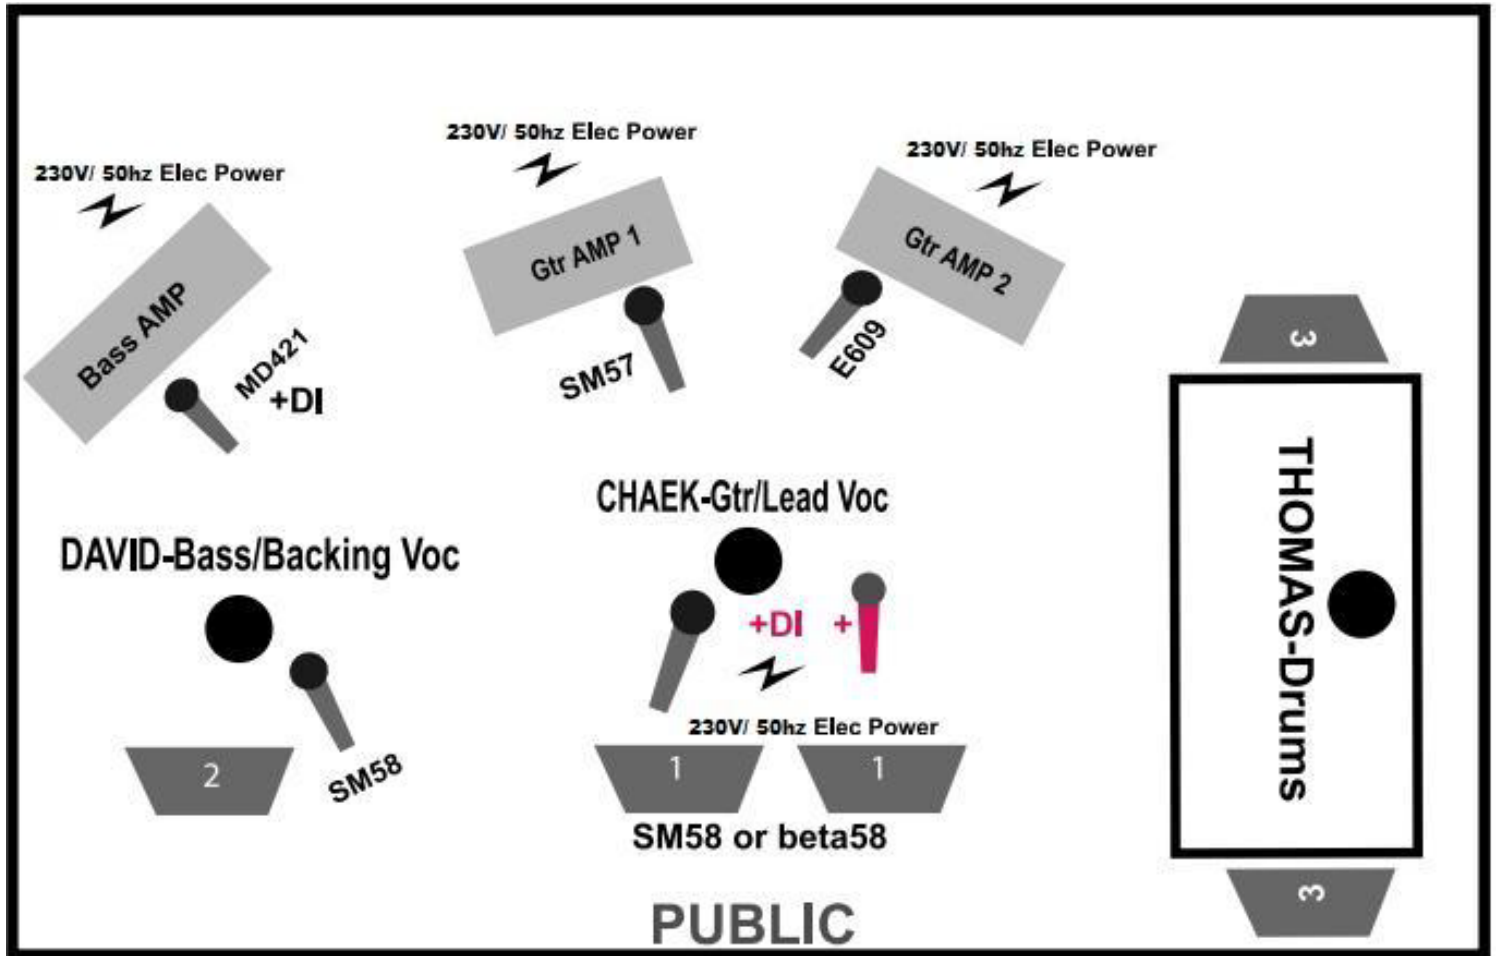 230V/ 50hz Elec Power
230V/ 50hz Elec Power
230V/ 50hz Elec Power
Bass AMP
Gtr AMP 1
Gtr AMP 2
MD421
+DI
SM57
E609
3
CHAEK-Gtr/Lead Voc
DAVID-Bass/Backing Voc
THOMAS-Drums
+DI +
230V/ 50hz Elec Power
2
SM58
1
1
SM58 or beta58
3
PUBLIC